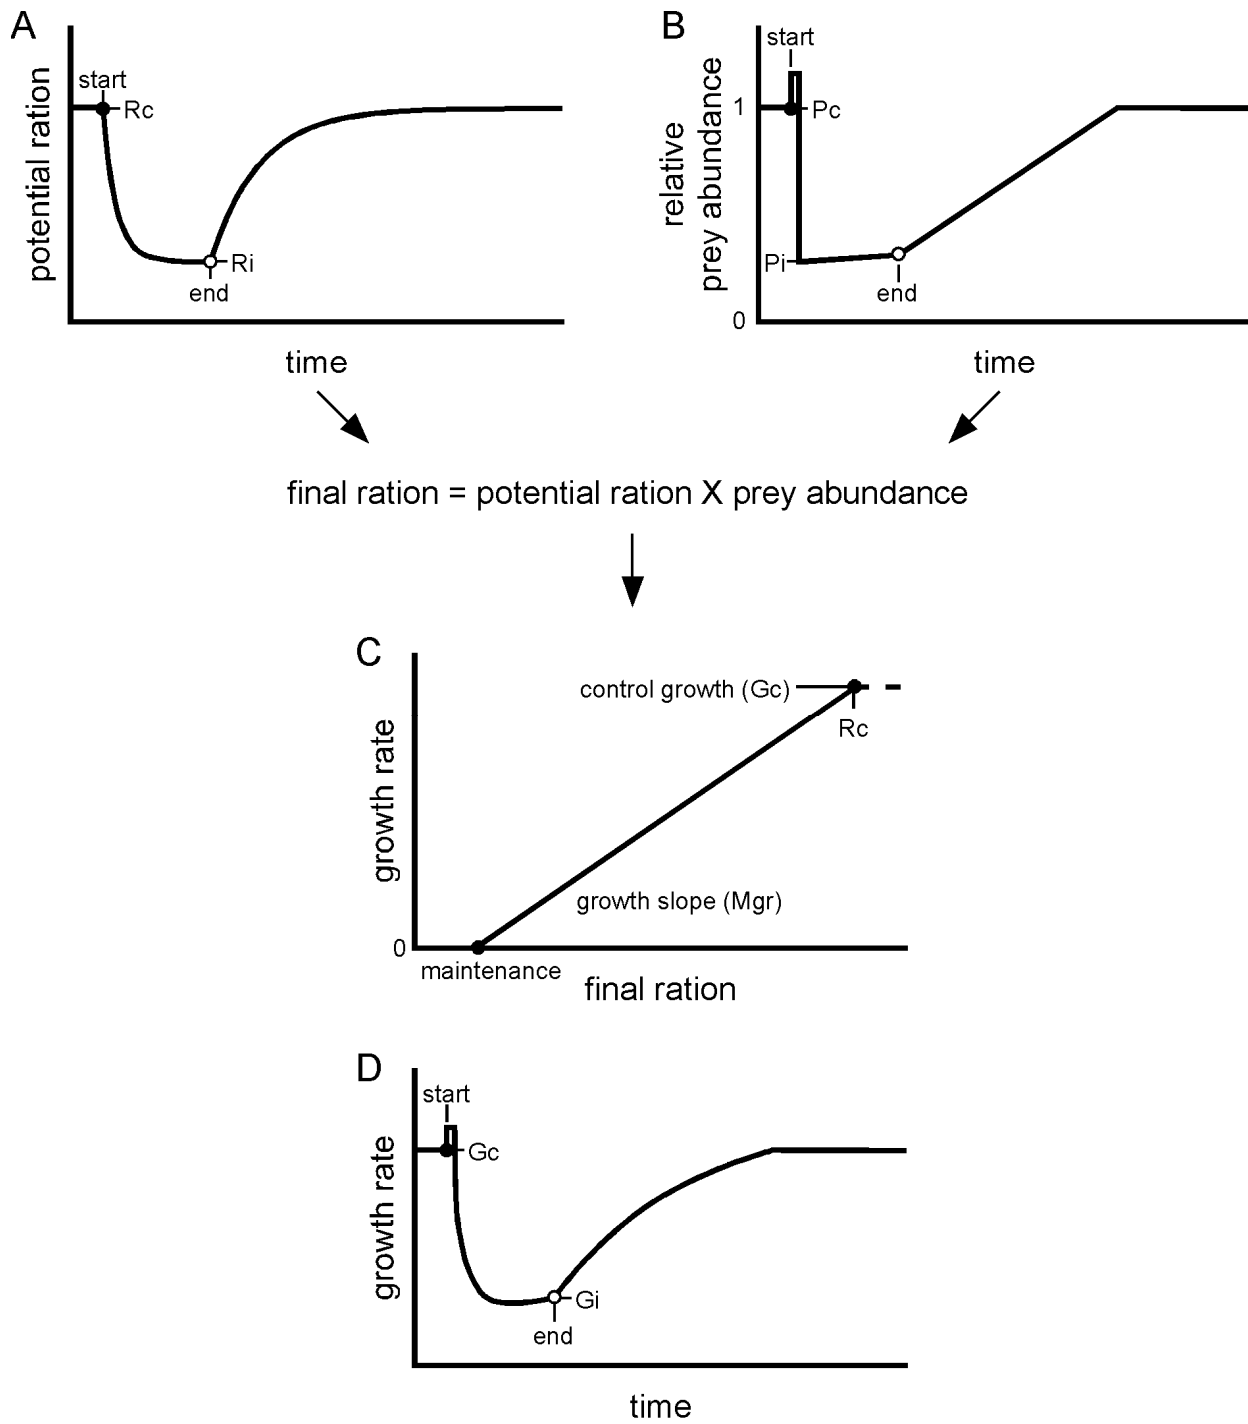 A
potential ration
start
Rc
Ri
end
time
B
relative
prey abundance
start
1
Pc
Pi
end
0
time
final ration = potential ration X prey abundance
C
growth rate
control growth (Gc)
Rc
growth slope (Mgr)
0
maintenance
final ration
D
growth rate
start
Gc
Gi
end
time